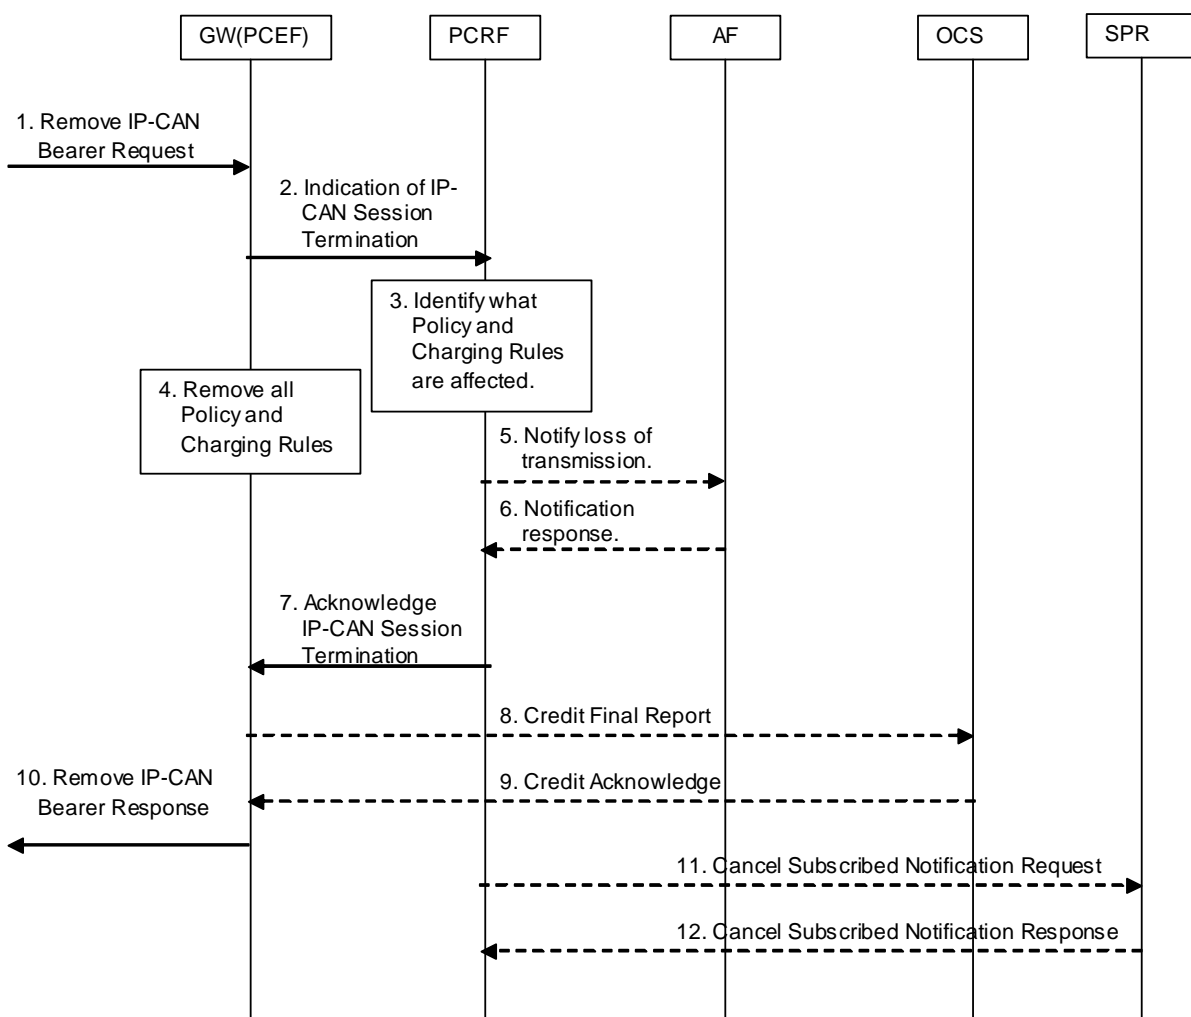 GW(PCEF)
PCRF
AF
OCS
SPR
1. Remove IP-CAN
Bearer Request
2. Indication of IP-
CAN Session
Termination
3. Identify what
Policy and
Charging Rules
are affected.
4. Remove all
Policy and
Charging Rules
5. Notify loss of
transmission.
6. Notification
response.
7. Acknowledge
IP-CAN Session
Termination
8. Credit Final Report
9. Credit Acknowledge
10. Remove IP-CAN
Bearer Response
11. Cancel Subscribed Notification Request
12. Cancel Subscribed Notification Response